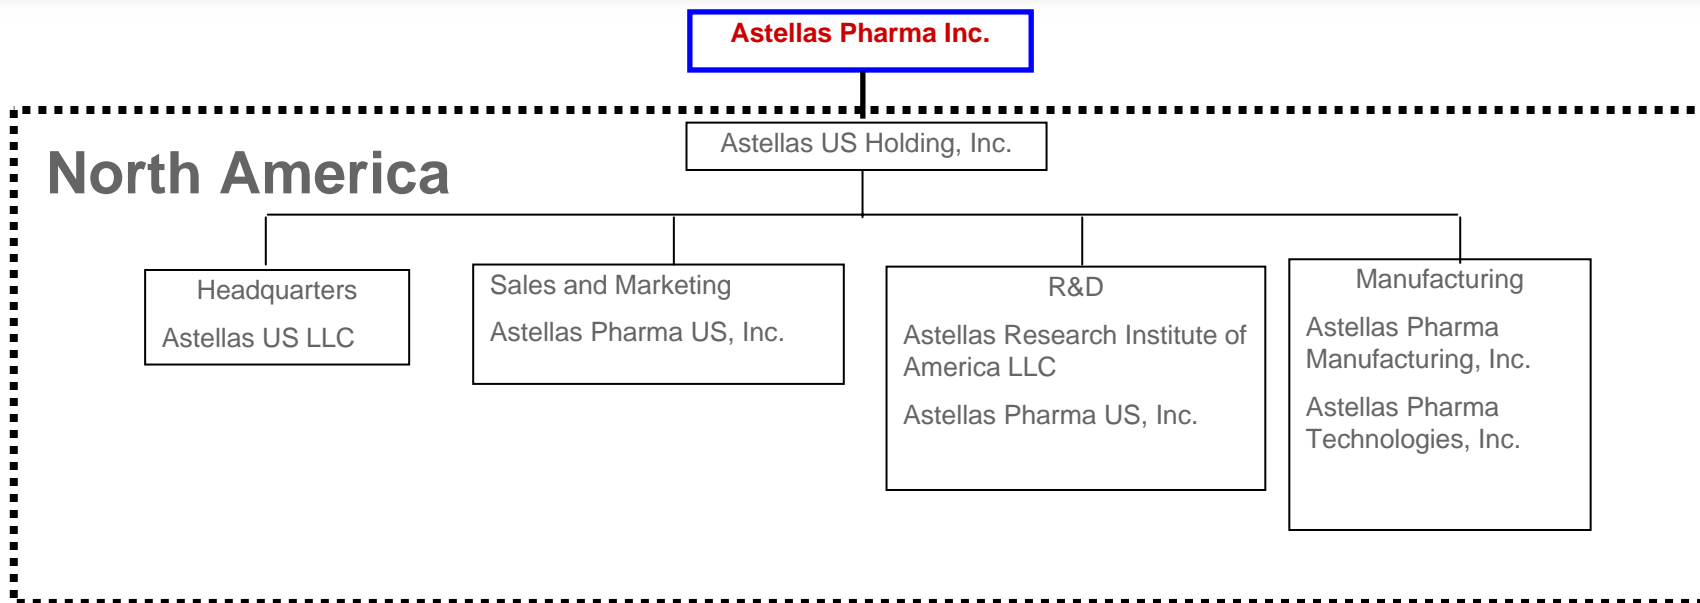 Astellas Pharma Inc.
Astellas US Holding, Inc.
North America
Headquarters
Astellas US LLC
Sales and Marketing
Astellas Pharma US, Inc.
R&D
Astellas Research Institute of
America LLC
Astellas Pharma US, Inc.
Manufacturing
Astellas Pharma
Manufacturing, Inc.
Astellas Pharma
Technologies, Inc.